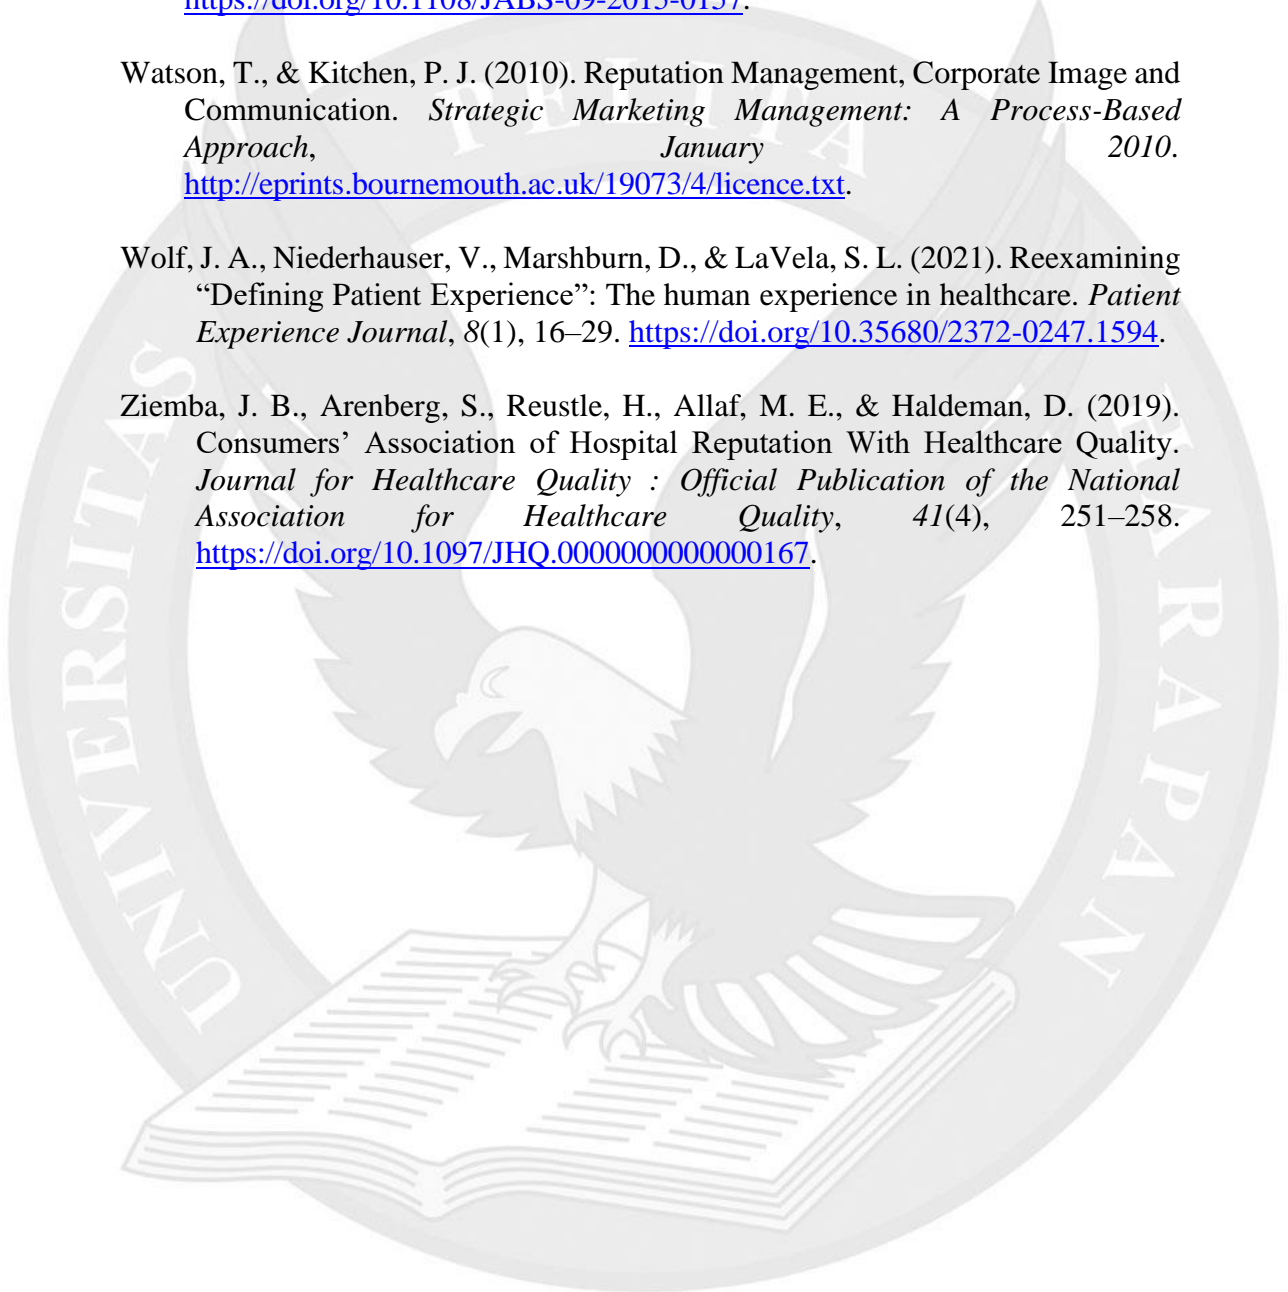 https://doi.org/10.1108/JABS-09-2015-0157.
Watson, T., & Kitchen, P. J. (2010). Reputation Management, Corporate Image and
Communication. Strategic Marketing Management: A Process-Based
Approach, January 2010.
http://eprints.bournemouth.ac.uk/19073/4/licence.txt.
Wolf, J. A., Niederhauser, V., Marshburn, D., & LaVela, S. L. (2021). Reexamining
“Defining Patient Experience”: The human experience in healthcare. Patient
Experience Journal, 8(1), 16–29. https://doi.org/10.35680/2372-0247.1594.
Ziemba, J. B., Arenberg, S., Reustle, H., Allaf, M. E., & Haldeman, D. (2019).
Consumers’ Association of Hospital Reputation With Healthcare Quality.
Journal for Healthcare Quality : Official Publication of the National
Association for Healthcare Quality, 41(4), 251–258.
https://doi.org/10.1097/JHQ.0000000000000167.
UNIVERSITAS PELITA HARAPAN